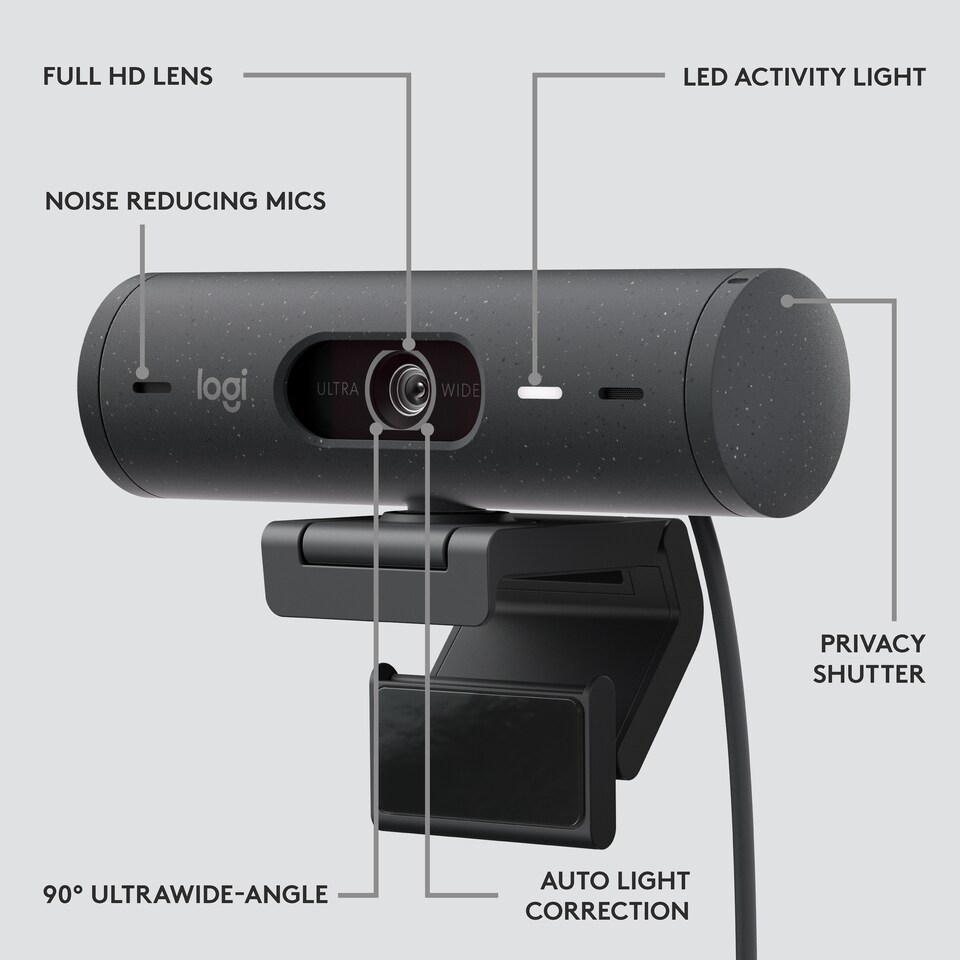 FULL HD LENS
LED ACTIVITY LIGHT
NOISE REDUCING MICS
logi
ULTRA WIDE
PRIVACY
SHUTTER
90° ULTRAWIDE-ANGLE
AUTO LIGHT
CORRECTION